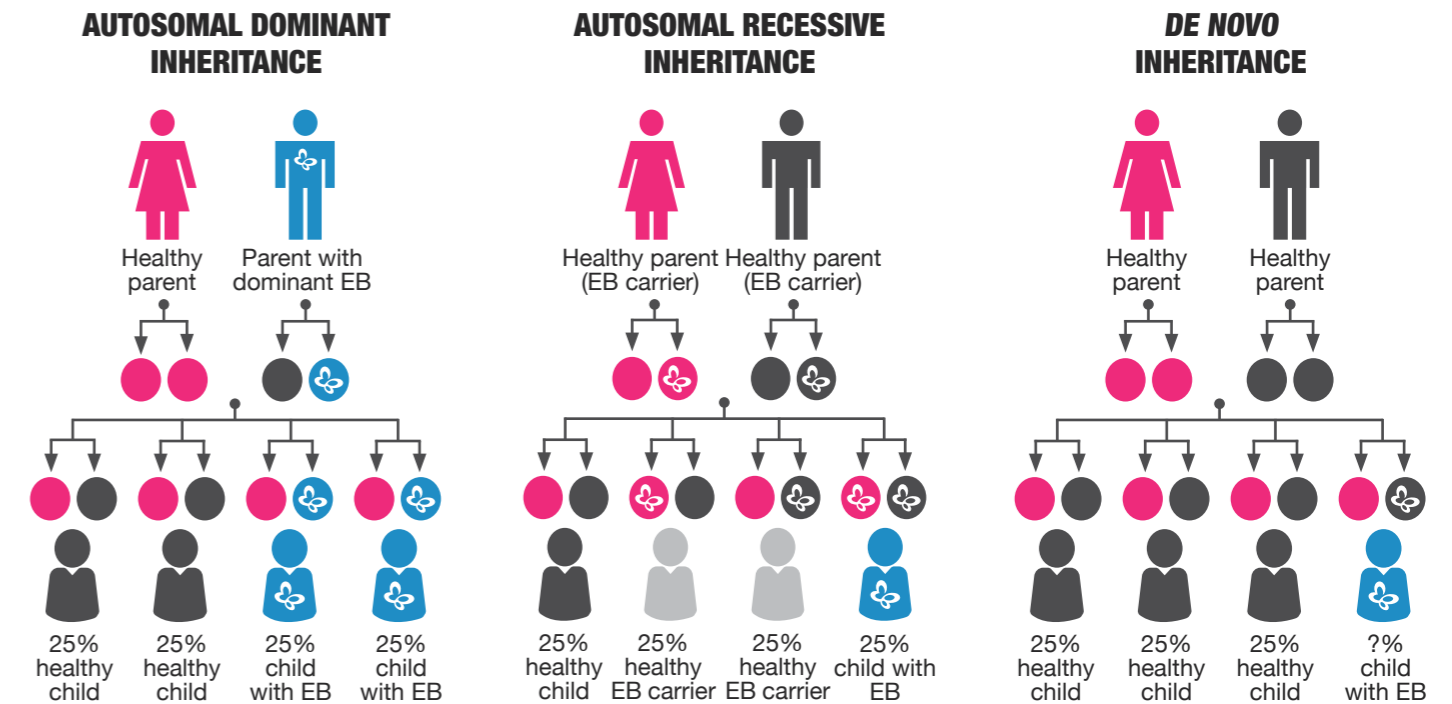 AUTOSOMAL DOMINANT
INHERITANCE
Healthy
parent
Parent with
dominant EB
25%
healthy
child
25%
healthy
child
25%
child
with EB
25%
child
with EB
AUTOSOMAL RECESSIVE
INHERITANCE
Healthy parent
(EB carrier)
Healthy parent
(EB carrier)
25%
healthy
child
25%
healthy
EB carrier
25%
healthy
EB carrier
25%
child with
EB
DE NOVO
INHERITANCE
Healthy
parent
Healthy
parent
25%
healthy
child
25%
healthy
child
25%
healthy
child
?%
child
with EB